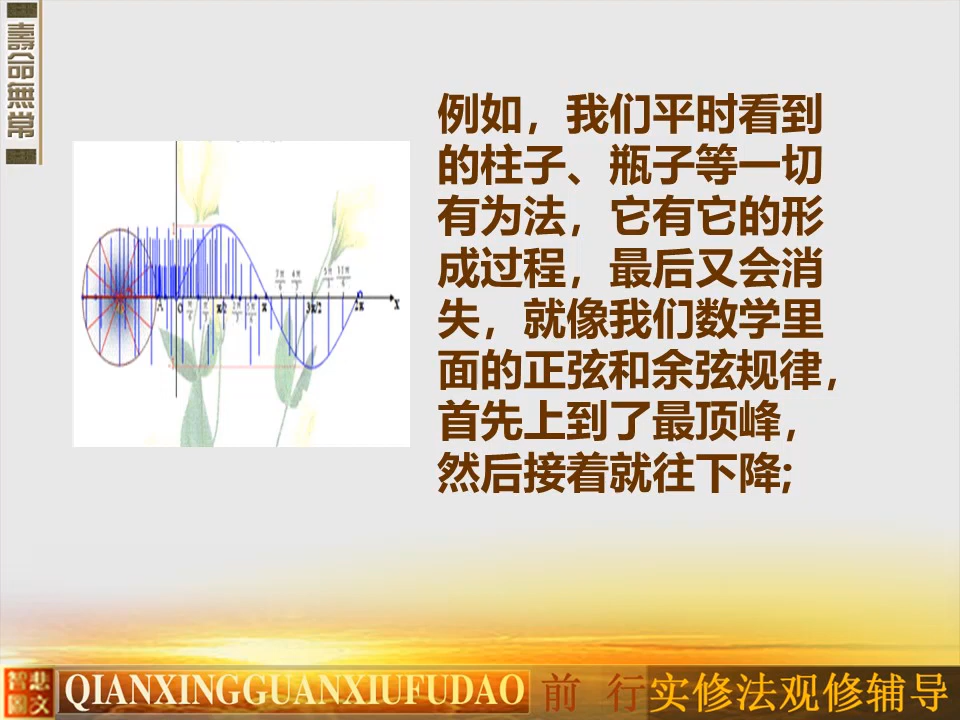 壽命無常
例如，我们平时看到
的柱子、瓶子等一切
有为法，它有它的形
成过程，最后又会消
失，就像我们数学里
面的正弦和余弦规律，
首先上到了最顶峰，
然后接着就往下降;
A
O
3π/2
2π
X
QIANXINGGUANXIUFUDAO 前 行实修法观修辅导